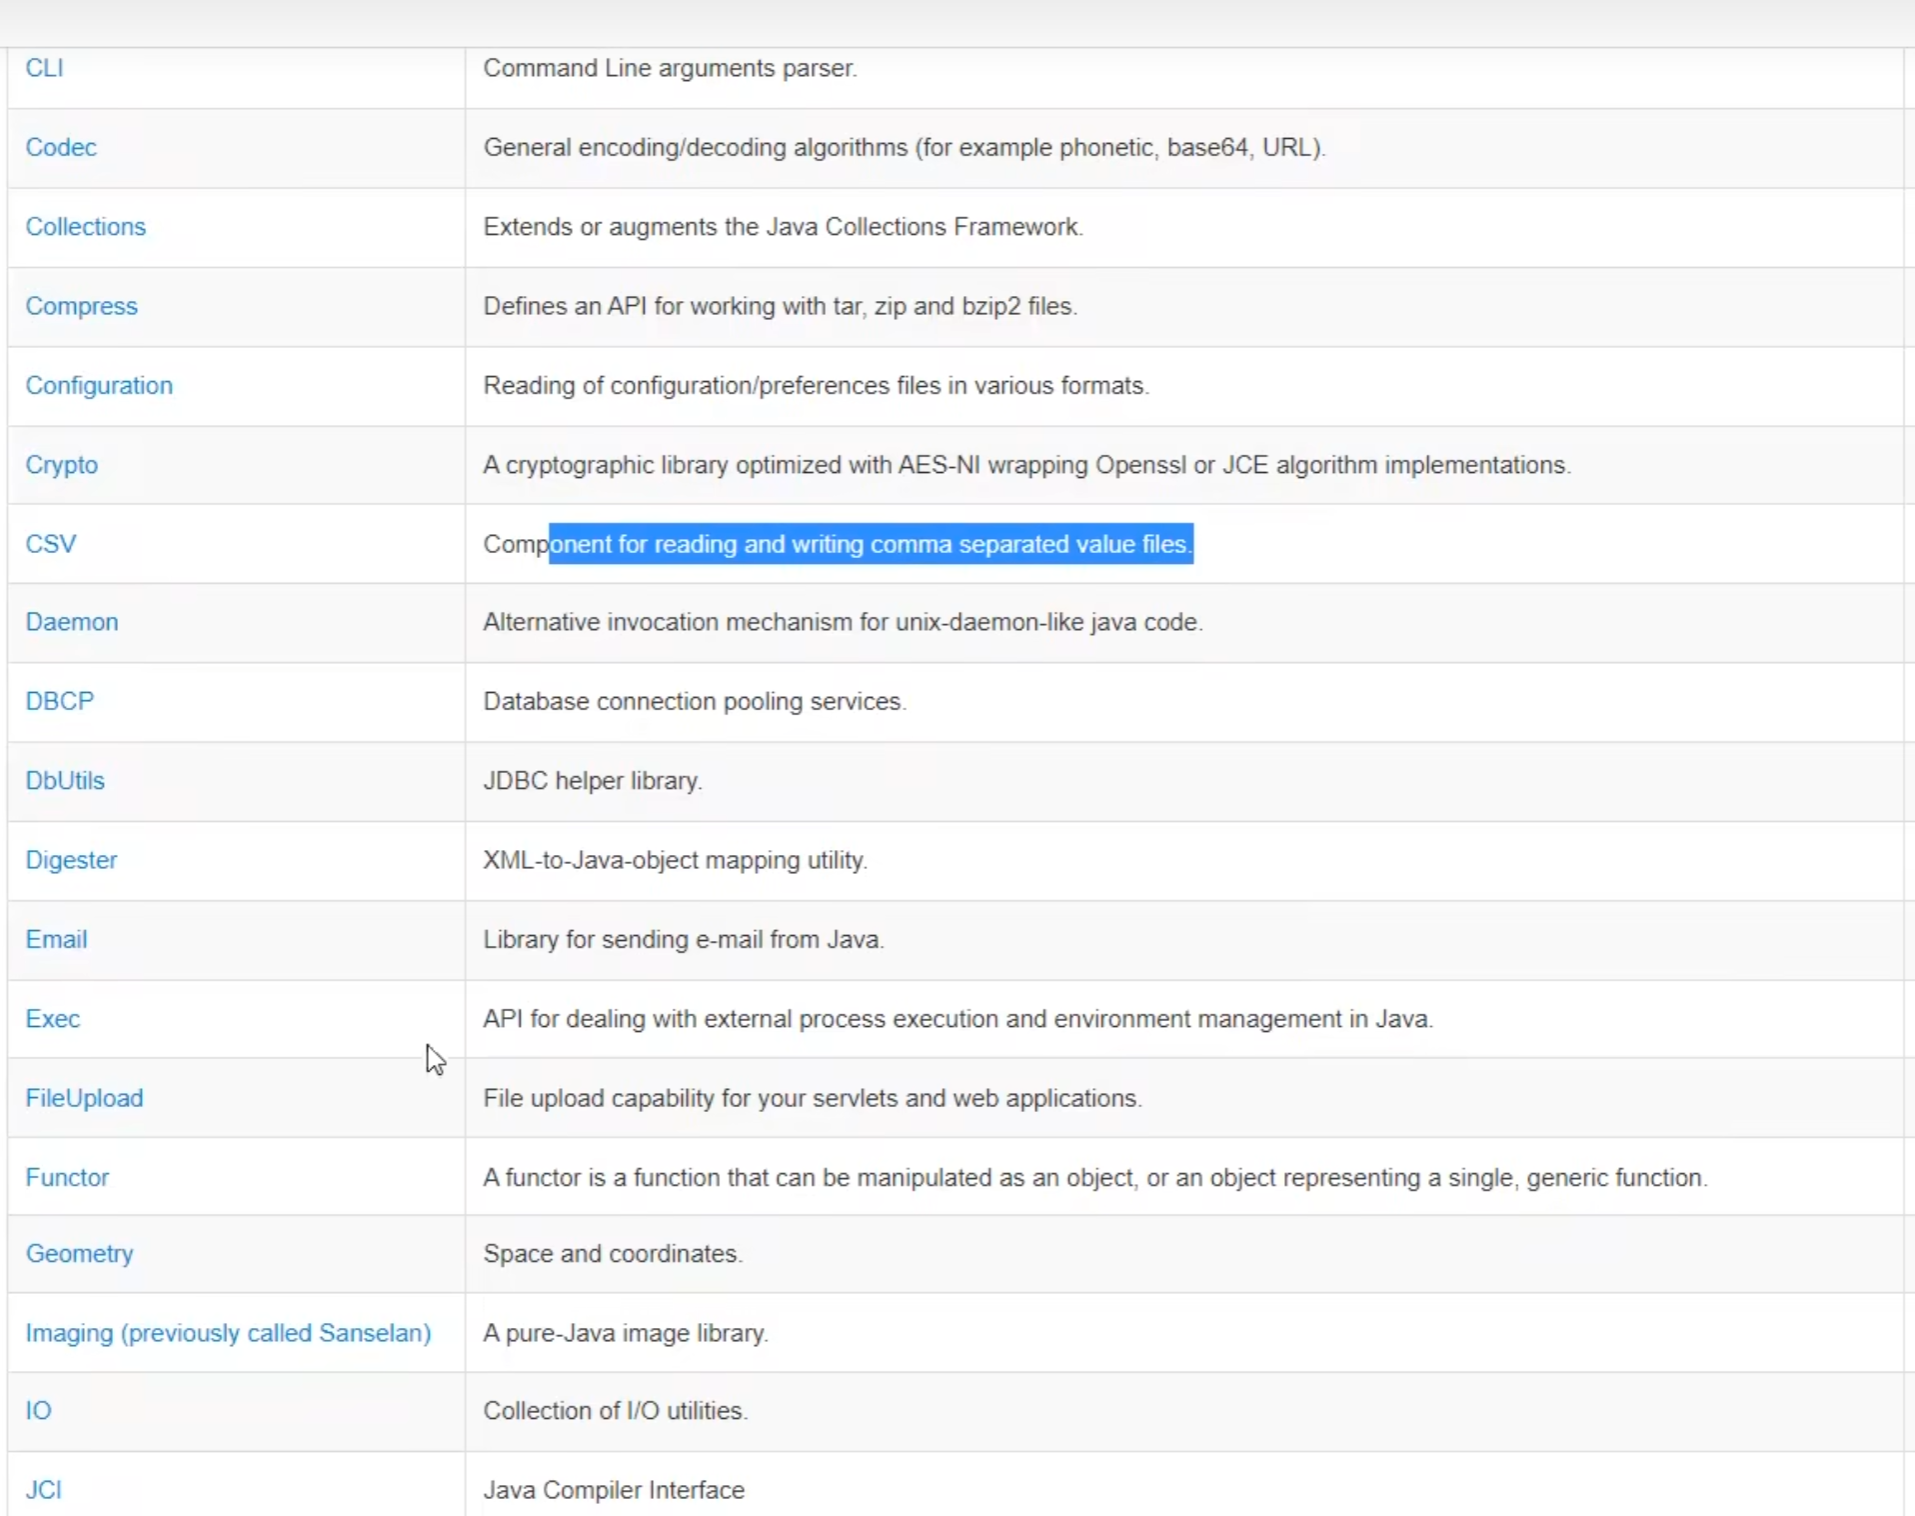 CLI Command Line arguments parser.
Codec General encoding/decoding algorithms (for example phonetic, base64, URL).
Collections Extends or augments the Java Collections Framework.
Compress Defines an API for working with tar, zip and bzip2 files.
Configuration Reading of configuration/preferences files in various formats.
Crypto A cryptographic library optimized with AES-NI wrapping Openssl or JCE algorithm implementations.
CSV Component for reading and writing comma separated value files.
Daemon Alternative invocation mechanism for unix-daemon-like java code.
DBCP Database connection pooling services.
DbUtils JDBC helper library.
Digester XML-to-Java-object mapping utility.
Email Library for sending e-mail from Java.
Exec API for dealing with external process execution and environment management in Java.
FileUpload File upload capability for your servlets and web applications.
Functor A functor is a function that can be manipulated as an object, or an object representing a single, generic function.
Geometry Space and coordinates.
Imaging (previously called Sanselan) A pure-Java image library.
IO Collection of I/O utilities.
JCI Java Compiler Interface